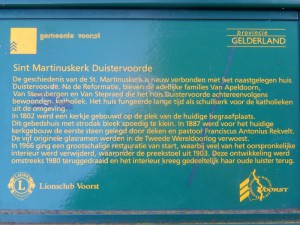 gemeente voorst
provincie
GELDERLAND
Sint Martinuskerk Duistervoorde
De geschiedenis van de St. Martinuskerk is nauw verbonden met het naastgelegen huis
Duistervoorde. Na de Reformatie, bleven de adellijke families Van Apeldoorn,
Van Steenbergen en Van Stepraed die het huis Duistervoorde achtereenvolgens
bewoonden, katholiek. Het huis fungeerde lange tijd als schuilkerk voor de katholieken
uit de omgeving.
In 1802 werd een kerkje gebouwd op de plek van de huidige begraafplaats.
Dit gebedshuis met strodak bleek spoedig te klein. In 1887 werd voor het huidige
kerkgebouw de eerste steen gelegd door deken en pastoor Franciscus Antonius Rekvelt.
De vijf originele glasramen werden in de Tweede Wereldoorlog verwoest.
In 1966 ging een grootschalige restauratie van start, waarbij veel van het oorspronkelijke
interieur werd verwijderd, waaronder de preekstoel uit 1903. Deze ontwikkeling werd
omstreeks 1980 teruggedraaid en het interieur kreeg gedeeltelijk haar oude luister terug.
Lionsclub Voorst
VOORST